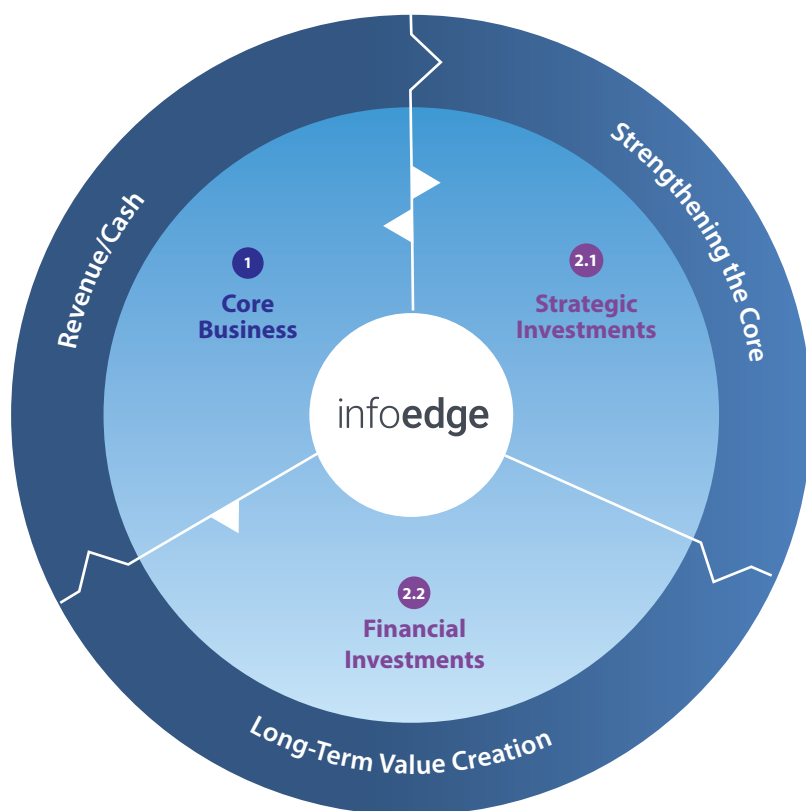 Revenue/Cash
Strengthening the Core
1
Core
Business
2.1
Strategic
Investments
infoedge
2.2
Financial
Investments
Long-Term Value Creation